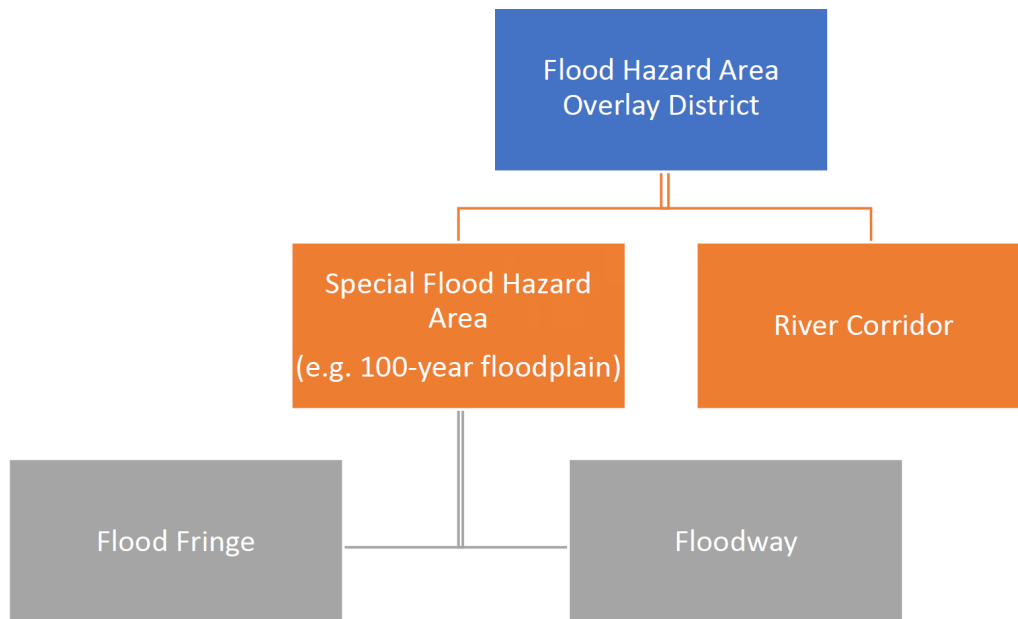 Flood Hazard Area
Overlay District
Special Flood Hazard
Area
(e.g. 100-year floodplain)
River Corridor
Flood Fringe
Floodway